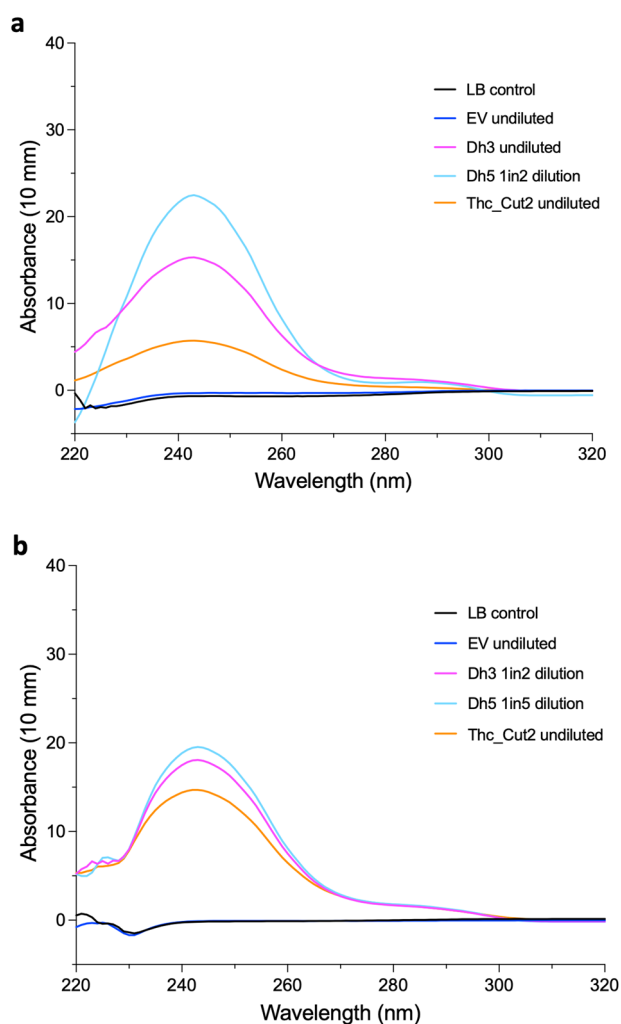 a
40
30
20
10
0
Absorbance (10 mm)
LB control
EV undiluted
Dh3 undiluted
Dh5 1in2 dilution
Thc_Cut2 undiluted
220 240 260 280 300 320
Wavelength (nm)
b
40
30
20
10
0
Absorbance (10 mm)
LB control
EV undiluted
Dh3 1in2 dilution
Dh5 1in5 dilution
Thc_Cut2 undiluted
220 240 260 280 300 320
Wavelength (nm)